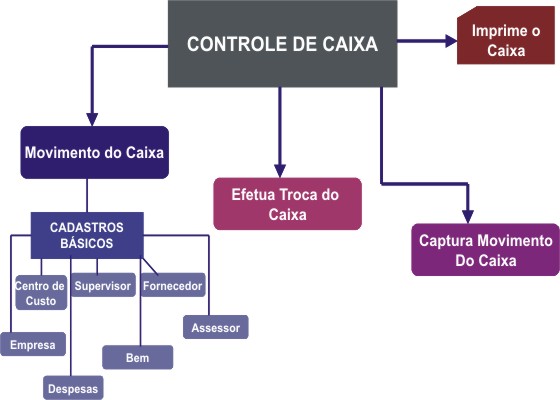 CONTROLE DE CAIXA
Imprime o
Caixa
Movimento do Caixa
Efetua Troca do
Caixa
Captura Movimento
Do Caixa
CADASTROS
BÁSICOS
Centro de
Custo
Supervisor
Fornecedor
Assessor
Empresa
Bem
Despesas